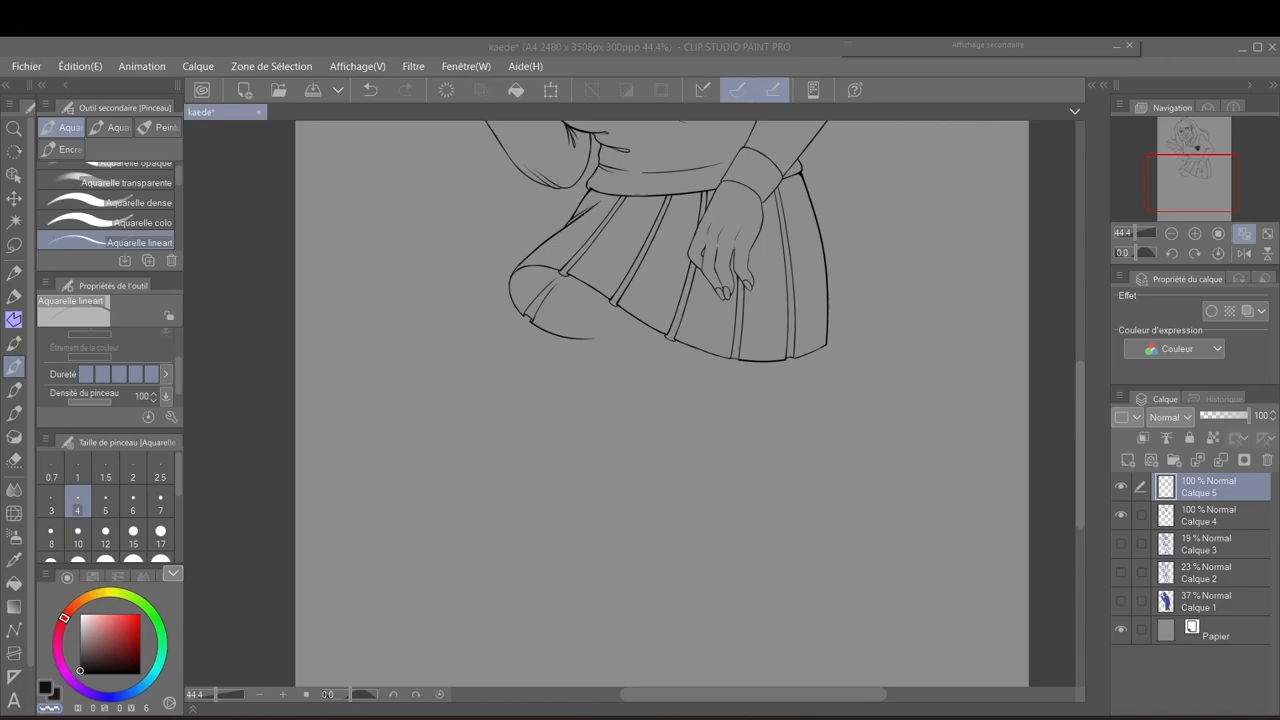 kaede* (A4 2480 x 3508px 300ppp 44.4%) - CLIP STUDIO PAINT PRO
Affichage secondaire
Fichier
Édition(E)
Animation
Calque
Zone de Sélection
Affichage(V)
Filtre
Fenêtre(W)
Aide(H)
Outil secondaire [Pinceau]
kaede*
Navigation
Aqua
Aqua
Peint
Encre
Aquarelle opaque
Aquarelle transparente
Aquarelle dense
Aquarelle colo
Aquarelle lineart
44.4
0.0
Propriétés de l'outil
Propriété du calque
Aquarelle lineart
Effet
Couleur d'expression
Couleur
Étirement de la couleur
Dureté
Densité du pinceau
100
Calque
Historique
Normal
100
Taille de pinceau [Aquarelle
0.7 1 1.5 2 2.5
3 4 5 6 7
8 10 12 15 17
100 % Normal
Calque 5
100 % Normal
Calque 4
19 % Normal
Calque 3
23 % Normal
Calque 2
37 % Normal
Calque 1
Papier
44.4
0.0
H 0 S 0 V 6